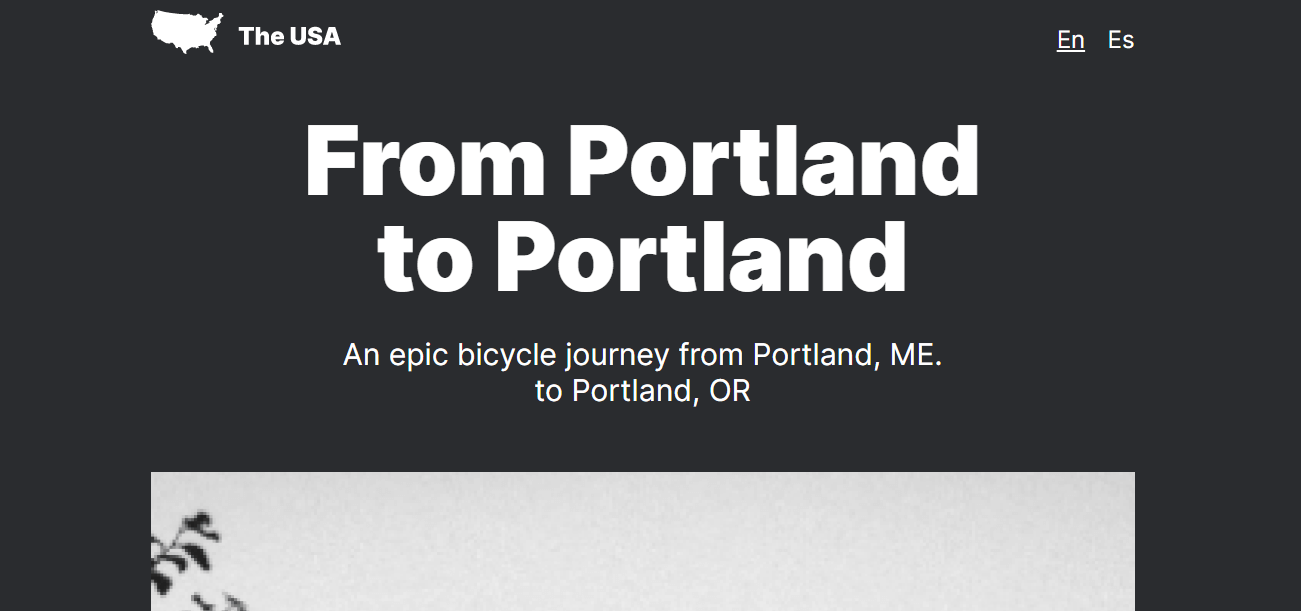 The USA
En Es
From Portland
to Portland
An epic bicycle journey from Portland, ME.
to Portland, OR